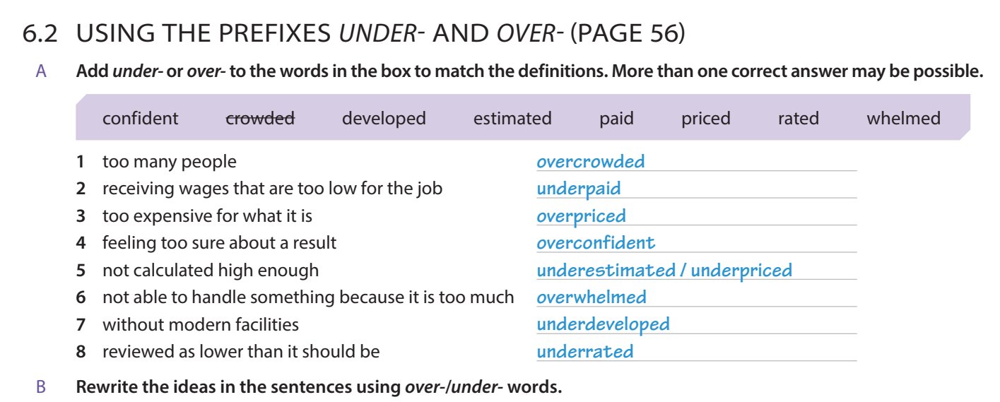 6.2 USING THE PREFIXES UNDER- AND OVER- (PAGE 56)
A Add under- or over- to the words in the box to match the definitions. More than one correct answer may be possible.
confident crowded developed estimated paid priced rated whelmed
1 too many people overcrowded
2 receiving wages that are too low for the job underpaid
3 too expensive for what it is overpriced
4 feeling too sure about a result overconfident
5 not calculated high enough underestimated / underpriced
6 not able to handle something because it is too much overwhelmed
7 without modern facilities underdeveloped
8 reviewed as lower than it should be underrated
B Rewrite the ideas in the sentences using over-/under- words.